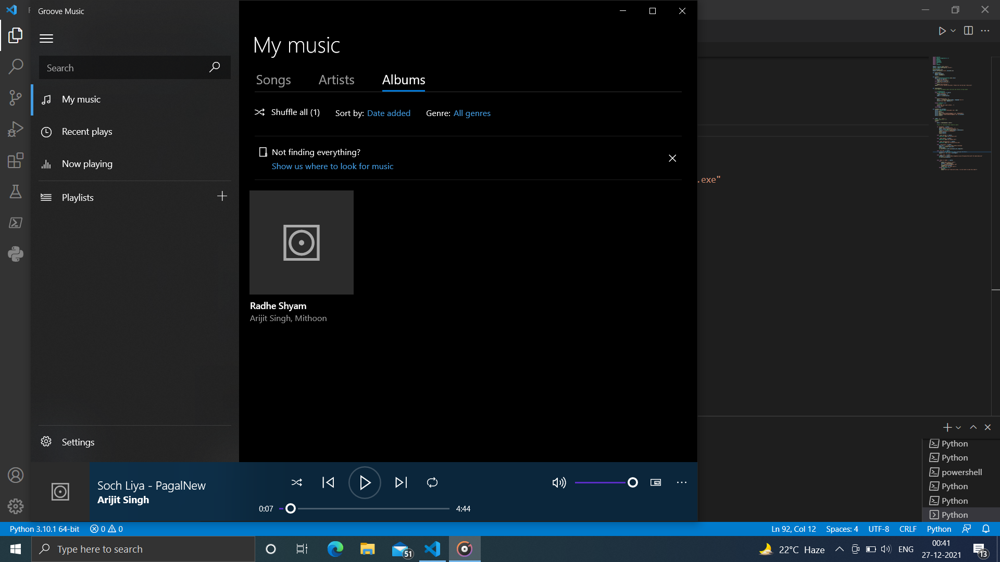 Groove Music
Search
My music
Recent plays
Now playing
Playlists
Settings
My music
Songs
Artists
Albums
Shuffle all (1)
Sort by: Date added
Genre: All genres
Not finding everything?
Show us where to look for music
Radhe Shyam
Arijit Singh, Mithoon
Soch Liya - PagalNew
Arijit Singh
0:07
4:44
.exe"
Python
Python
powershell
Python
Python
Python
Python 3.10.1 64-bit
0
0
Ln 92, Col 12
Spaces: 4
UTF-8
CRLF
Python
Type here to search
51
22°C Haze
ENG
00:41
27-12-2021
13